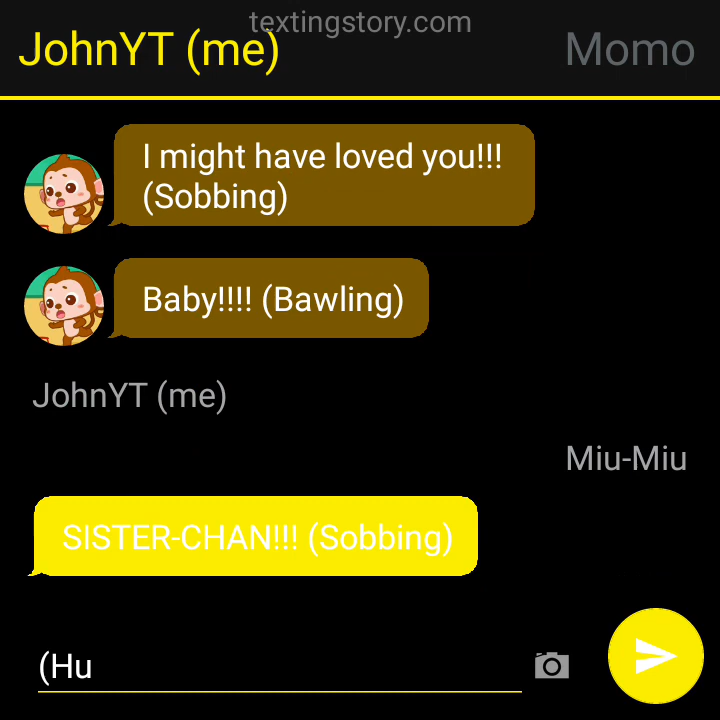 textingstory.com
JohnYT (me)
Momo
I might have loved you!!!
(Sobbing)
Baby!!!! (Bawling)
JohnYT (me)
Miu-Miu
SISTER-CHAN!!! (Sobbing)
(Hu